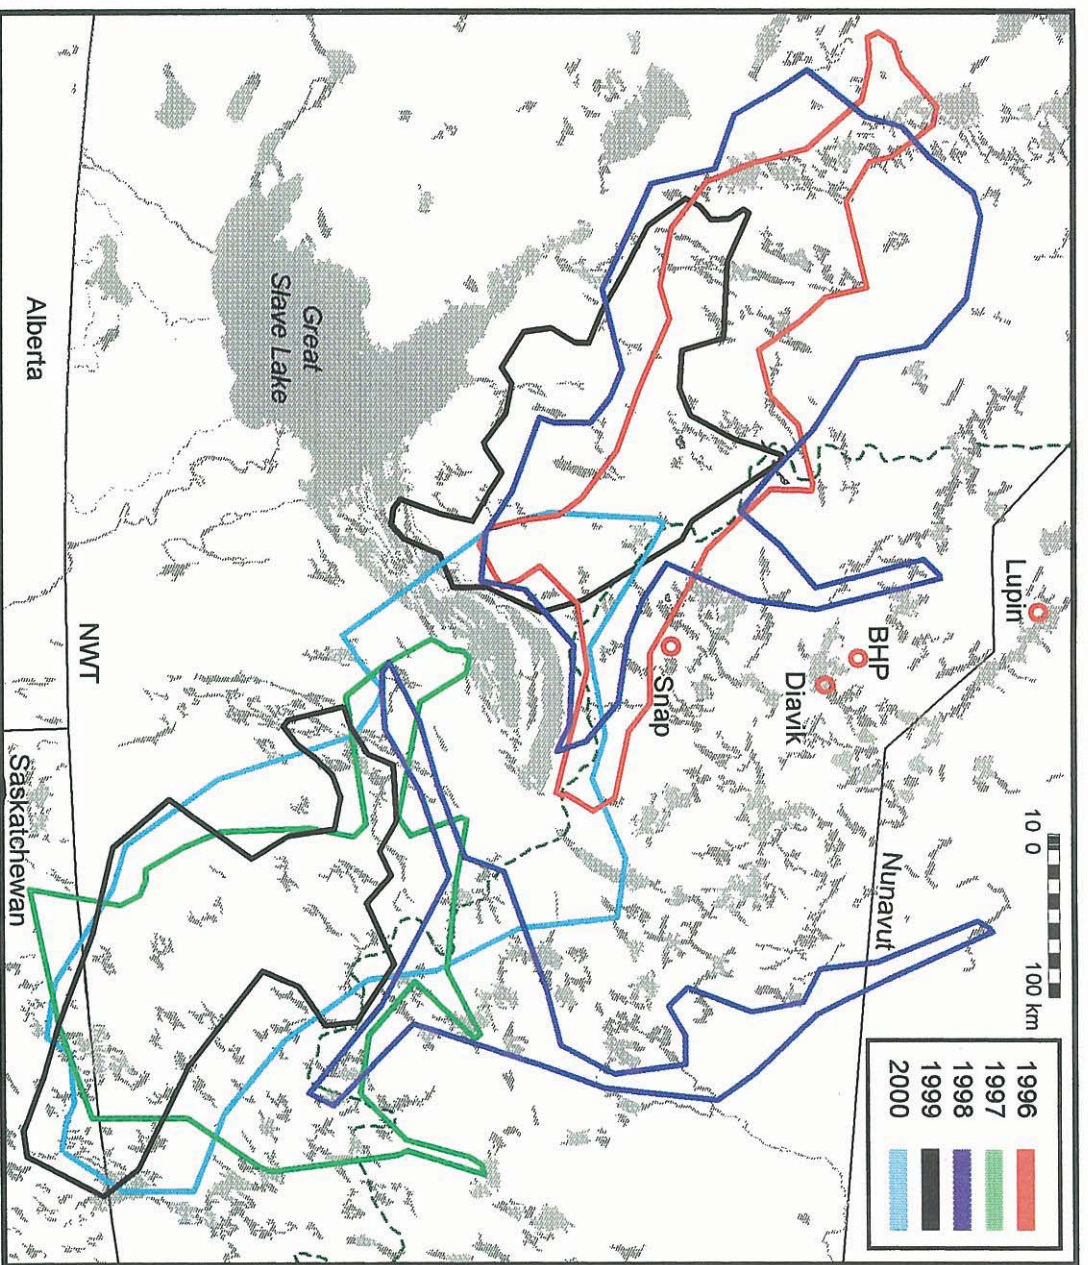 Lupin
BHP
Diavik
Snap
10 0 100 km
Nunavut
1996
1997
1998
1999
2000
Great
Slave Lake
Alberta
NWT
Saskatchewan